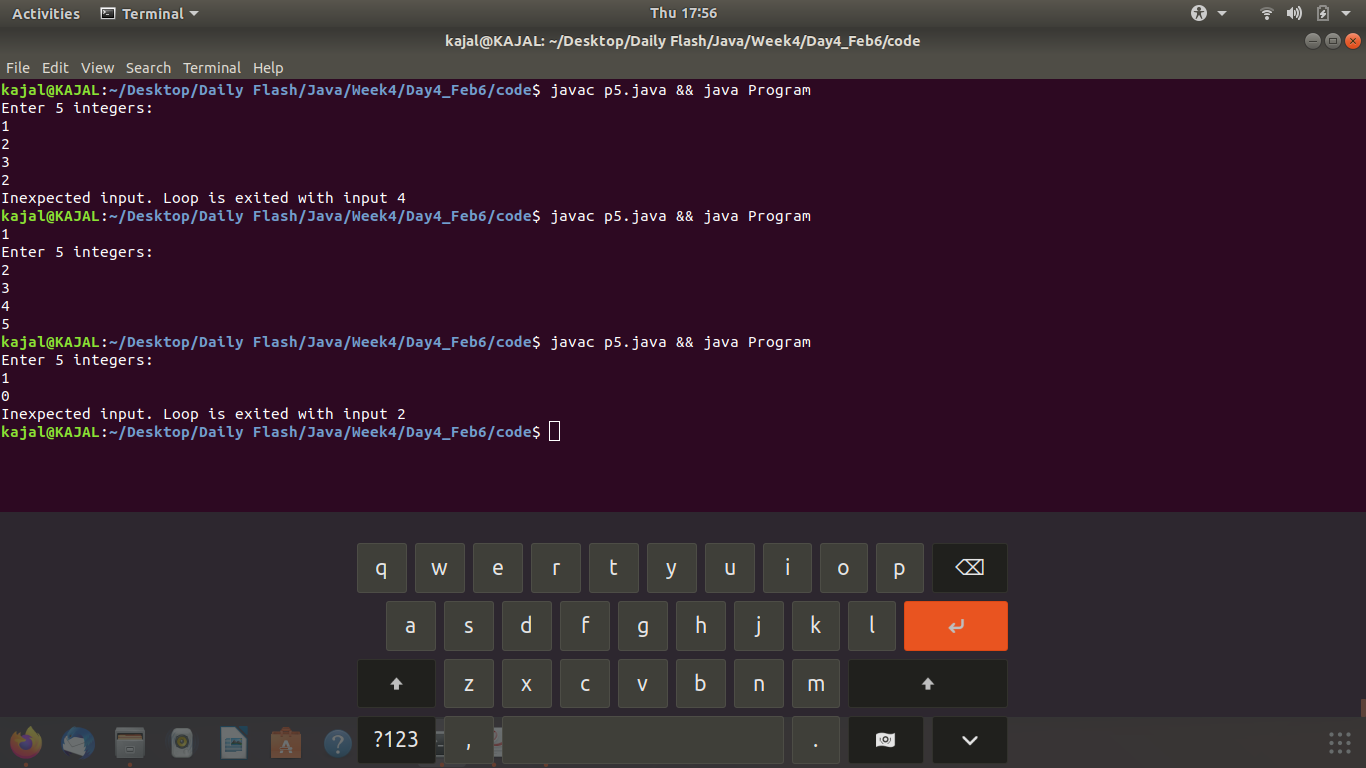 Activities Terminal Thu 17:56
kajal@KAJAL: ~/Desktop/Daily Flash/Java/Week4/Day4_Feb6/code
File Edit View Search Terminal Help
kajal@KAJAL:~/Desktop/Daily Flash/Java/Week4/Day4_Feb6/code$ javac p5.java && java Program
Enter 5 integers:
1
2
3
2
Inexpected input. Loop is exited with input 4
kajal@KAJAL:~/Desktop/Daily Flash/Java/Week4/Day4_Feb6/code$ javac p5.java && java Program
1
Enter 5 integers:
2
3
4
5
kajal@KAJAL:~/Desktop/Daily Flash/Java/Week4/Day4_Feb6/code$ javac p5.java && java Program
Enter 5 integers:
1
0
Inexpected input. Loop is exited with input 2
kajal@KAJAL:~/Desktop/Daily Flash/Java/Week4/Day4_Feb6/code$
q w e r t y u i o p
a s d f g h j k l
z x c v b n m
?123 , .